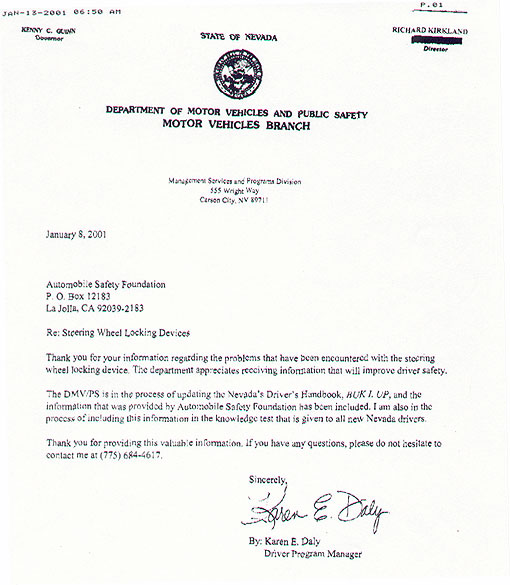 JAN-13-2001 06:50 AM
P.01
KENNY C. GUINN
Governor
RICHARD KIRKLAND
Director
STATE OF NEVADA
DEPARTMENT OF MOTOR VEHICLES AND PUBLIC SAFETY
MOTOR VEHICLES BRANCH
Management Services and Programs Division
555 Wright Way
Carson City, NV 89711
January 8, 2001
Automobile Safety Foundation
P. O. Box 12183
La Jolla, CA 92039-2183
Re: Steering Wheel Locking Devices
Thank you for your information regarding the problems that have been encountered with the steering
wheel locking device. The department appreciates receiving information that will improve driver safety.
The DMV/PS is in the process of updating the Nevada's Driver's Handbook, BUK L UP, and the
information that was provided by Automobile Safety Foundation has been included. I am also in the
process of including this information in the knowledge test that is given to all new Nevada drivers.
Thank you for providing this valuable information. If you have any questions, please do not hesitate to
contact me at (775) 684-4617.
Sincerely,
Karen E. Daly
By: Karen E. Daly
Driver Program Manager